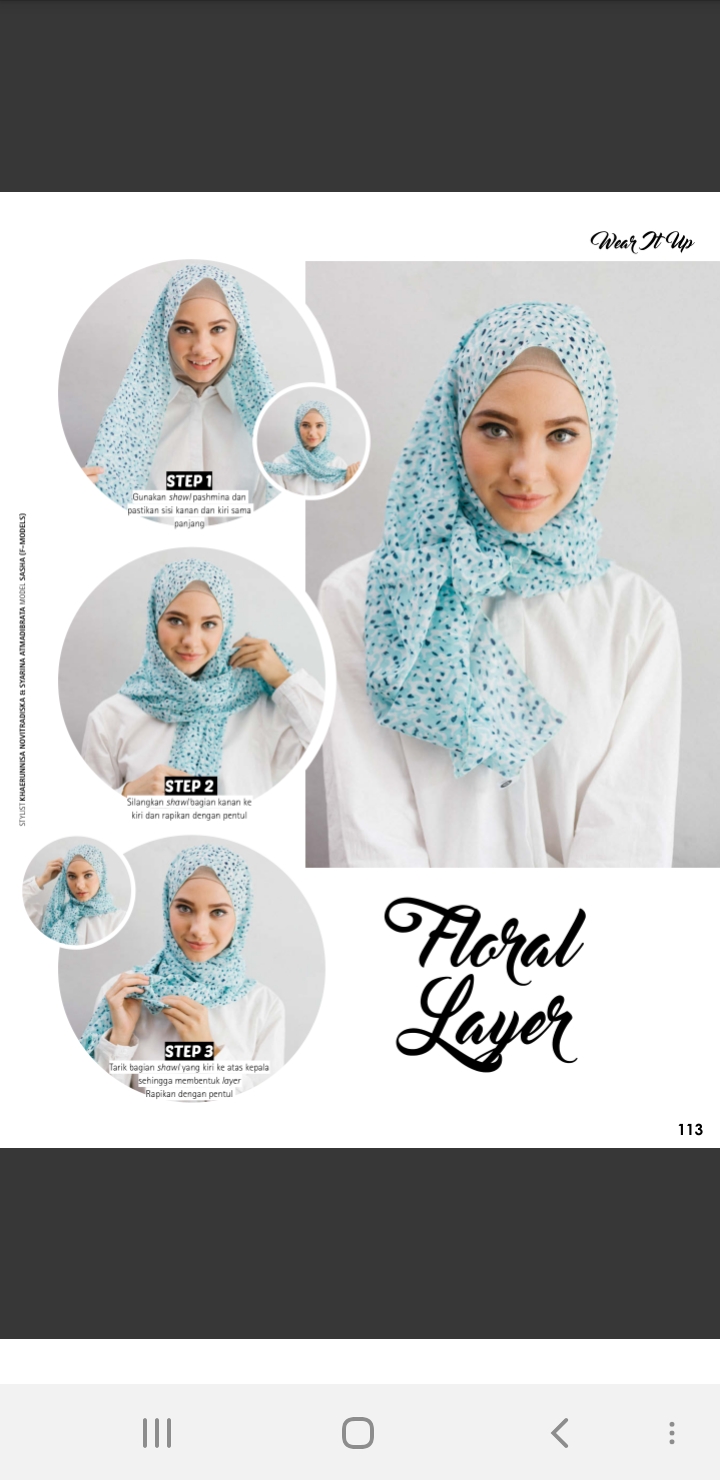 Wear It Up
STEP 1
Gunakan shawl pashmina dan
pastikan sisi kanan dan kiri sama
panjang
STYLIST KHAERUNNISA NOVITRADISKA & SYARINA ATMADIBRATA MODEL SASHA (F-MODELS)
STEP 2
Silangkan shawl bagian kanan ke
kiri dan rapikan dengan pentul
STEP 3
Tarik bagian shawl yang kiri ke atas kepala
sehingga membentuk layer
Rapikan dengan pentul
Floral
Layer
113